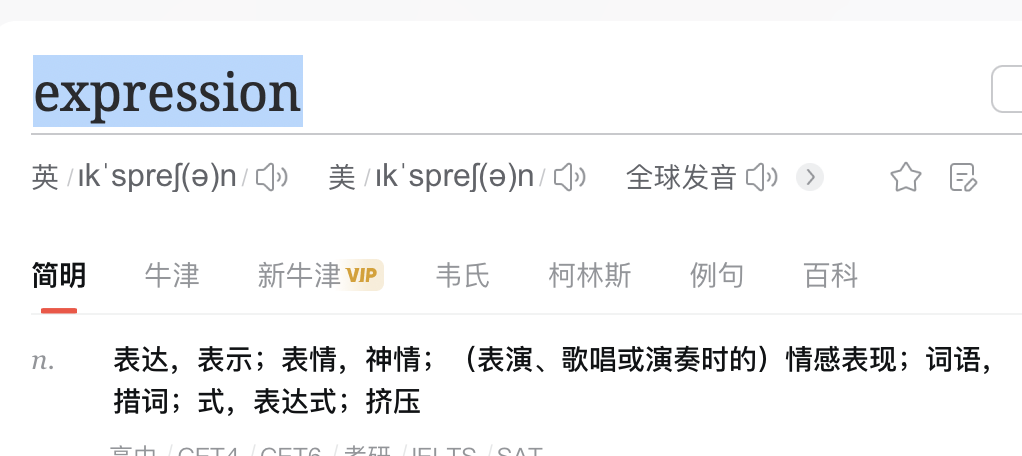 expression
英 /ɪkˈspreʃ(ə)n/ 美 /ɪkˈspreʃ(ə)n/ 全球发音
简明 牛津 新牛津 VIP 韦氏 柯林斯 例句 百科
n. 表达，表示；表情，神情；（表演、歌唱或演奏时的）情感表现；词语，
措词；式，表达式；挤压
高中 / CET4 / CET6 / 考研 / IELTS / SAT